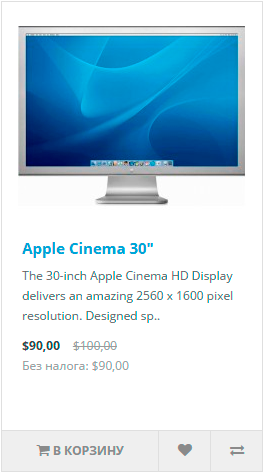 Apple Cinema 30"
The 30-inch Apple Cinema HD Display
delivers an amazing 2560 x 1600 pixel
resolution. Designed sp..
$90,00 $100,00
Без налога: $90,00
В КОРЗИНУ